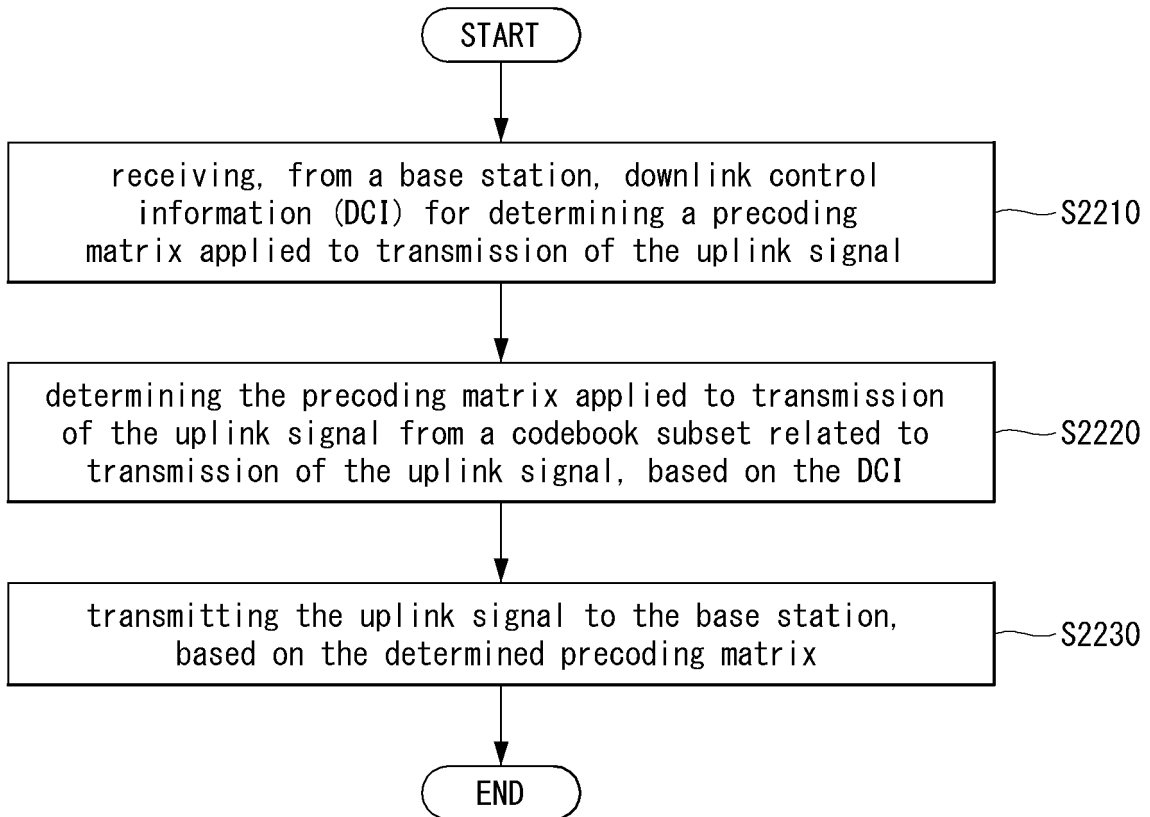 START
receiving, from a base station, downlink control
information (DCI) for determining a precoding
matrix applied to transmission of the uplink signal
S2210
determining the precoding matrix applied to transmission
of the uplink signal from a codebook subset related to
transmission of the uplink signal, based on the DCI
S2220
transmitting the uplink signal to the base station,
based on the determined precoding matrix
S2230
END